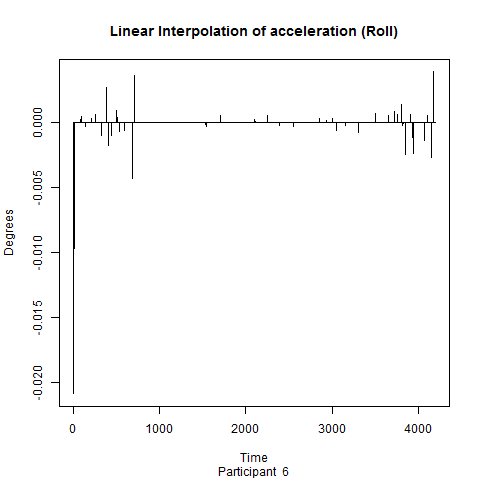 Linear Interpolation of acceleration (Roll)
0.000
-0.005
-0.010
-0.015
-0.020
Degrees
0 1000 2000 3000 4000
Time
Participant 6